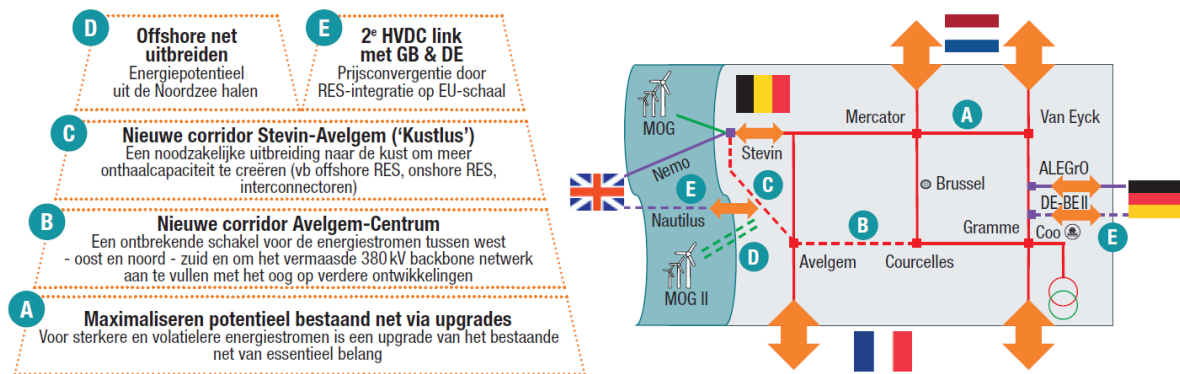 D
Offshore net
uitbreiden
Energiepotentieel
uit de Noordzee halen
E
2e HVDC link
met GB & DE
Prijsconvergentie door
RES-integratie op EU-schaal
C
Nieuwe corridor Stevin-Avelgem (‘Kustlus’)
Een noodzakelijke uitbreiding naar de kust om meer
onthaalcapaciteit te creëren (vb offshore RES, onshore RES,
interconnectoren)
B
Nieuwe corridor Avelgem-Centrum
Een ontbrekende schakel voor de energiestromen tussen west
- oost en noord - zuid en om het vermaasde 380 kV backbone netwerk
aan te vullen met het oog op verdere ontwikkelingen
A
Maximaliseren potentieel bestaand net via upgrades
Voor sterkere en volatielere energiestromen is een upgrade van het bestaande
net van essentieel belang
MOG
Stevin
Mercator
A
Van Eyck
Nemo
E
C
Brussel
ALEGrO
DE-BE II
Nautilus
B
Gramme
Coo
E
D
Avelgem
Courcelles
MOG II